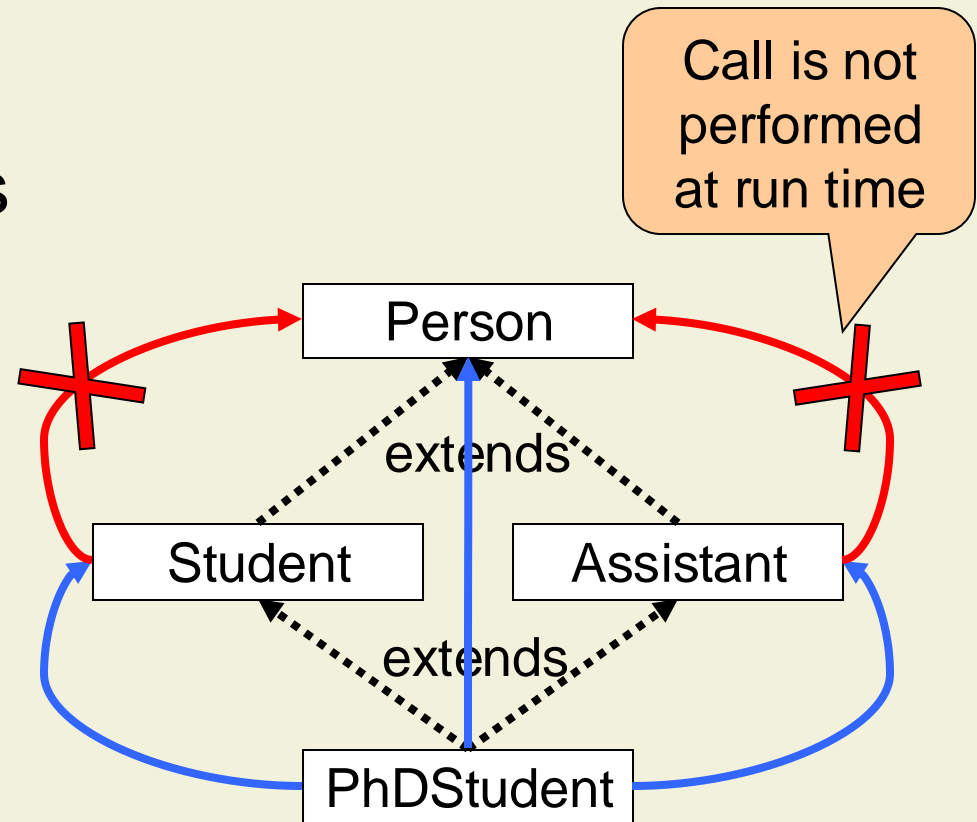 Call is not
performed
at run time
s
Person
extends
Student Assistant
extends
PhDStudent